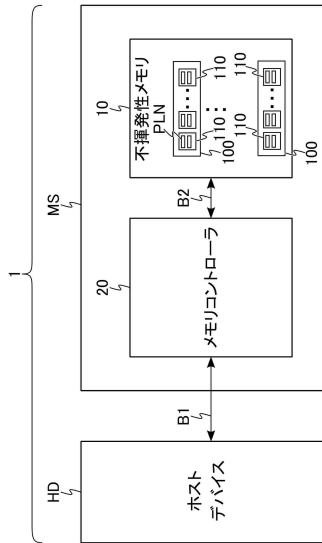 1
HD
MS
ホスト
デバイス
B1
20
メモリコントローラ
B2
10
不揮発性メモリ
PLN
110
110
100
110
110
100